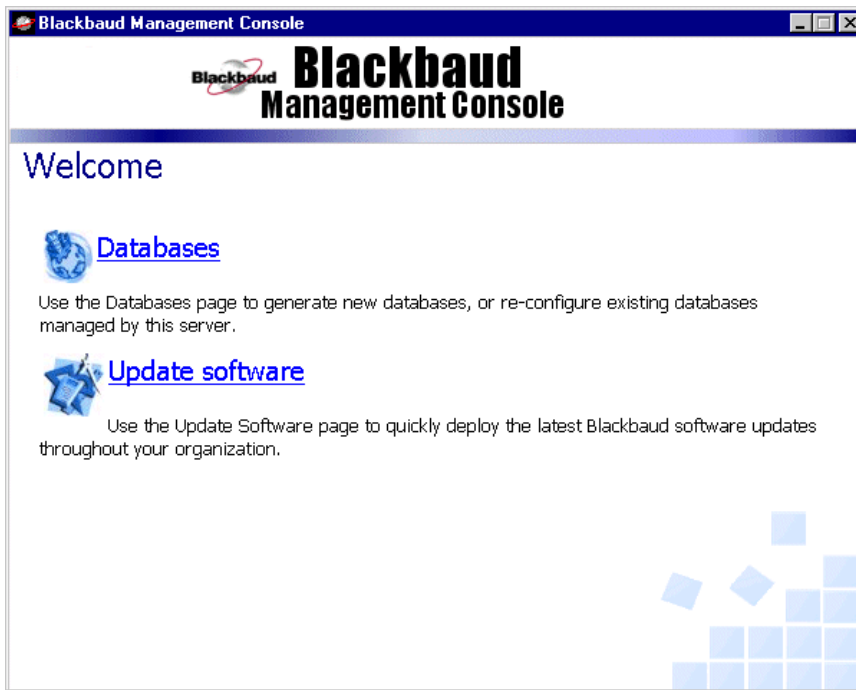 Blackbaud Management Console
Blackbaud Blackbaud
Management Console
Welcome
Databases
Use the Databases page to generate new databases, or re-configure existing databases
managed by this server.
Update software
Use the Update Software page to quickly deploy the latest Blackbaud software updates
throughout your organization.